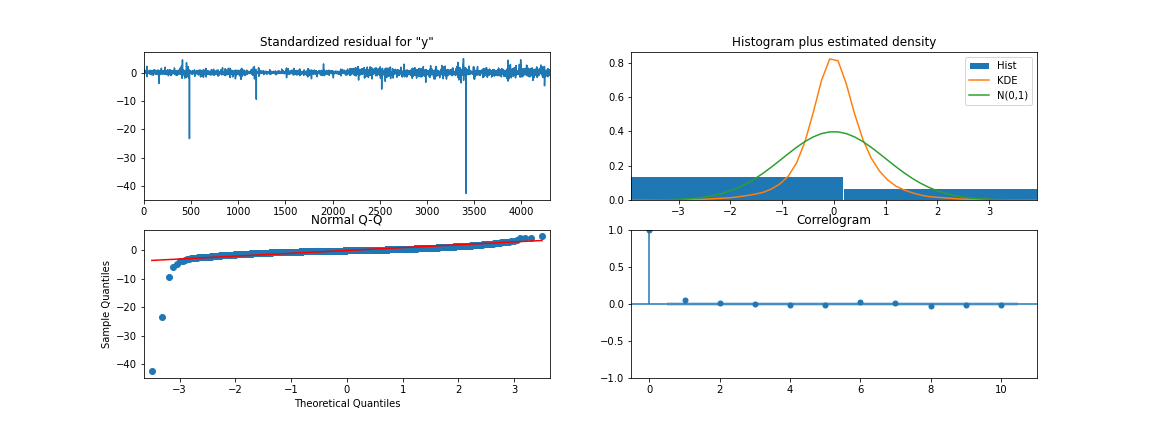 Standardized residual for "y"
0
−10
−20
−30
−40
0 500 1000 1500 2000 2500 3000 3500 4000
Histogram plus estimated density
0.8
0.6
0.4
0.2
0.0
−3 −2 −1 0 1 2 3
Hist
KDE
N(0,1)
Normal Q-Q
Sample Quantiles
0
−10
−20
−30
−40
−3 −2 −1 0 1 2 3
Theoretical Quantiles
Correlogram
1.0
0.5
0.0
−0.5
−1.0
0 2 4 6 8 10